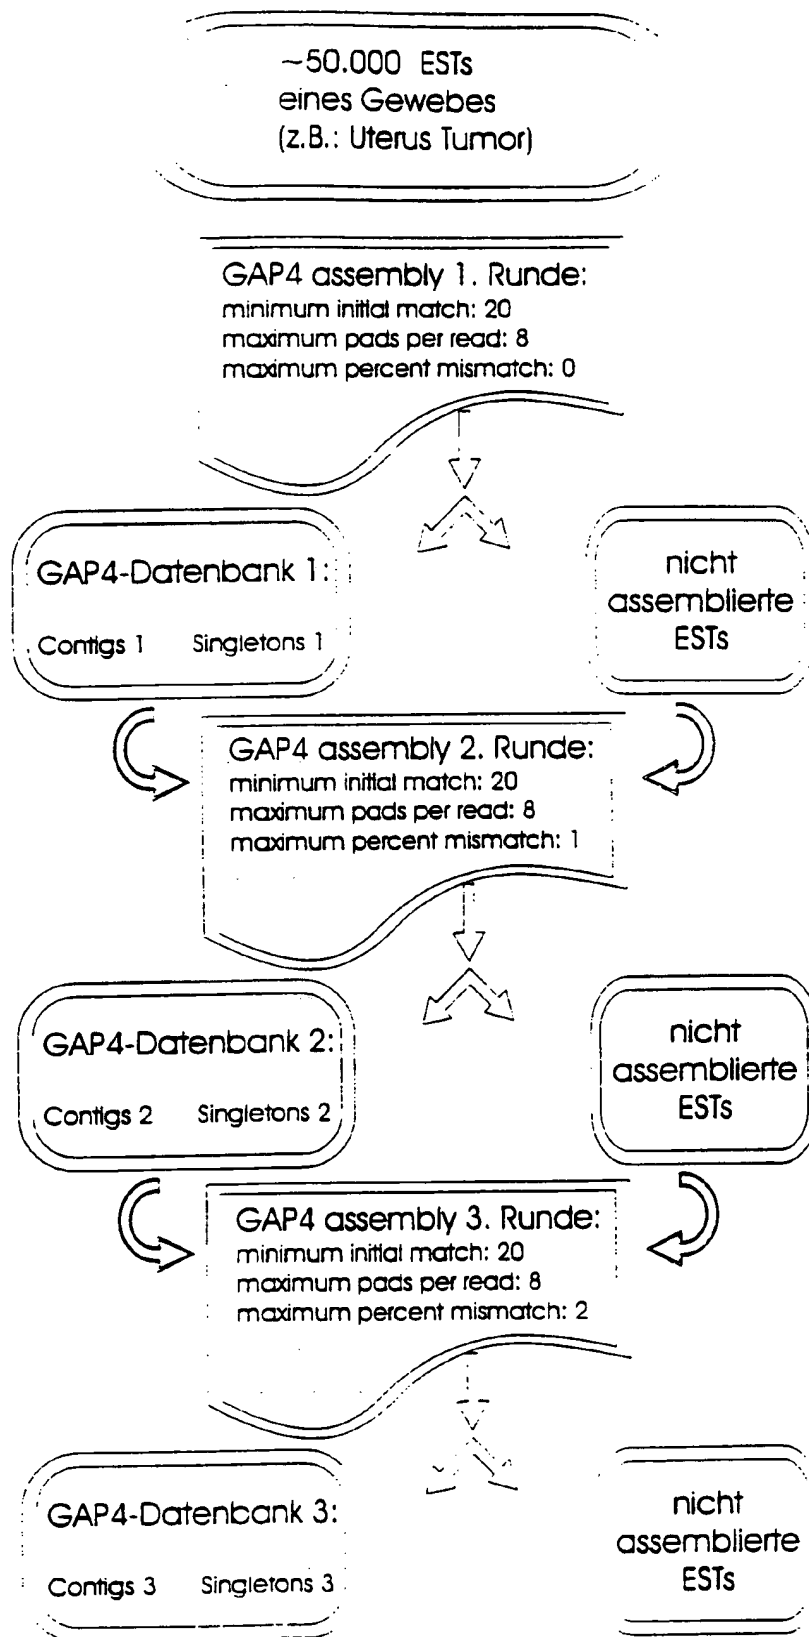 ~50.000 ESTs
eines Gewebes
(z.B.: Uterus Tumor)
GAP4 assembly 1. Runde:
minimum initial match: 20
maximum pads per read: 8
maximum percent mismatch: 0
GAP4-Datenbank 1:
Contigs 1 Singletons 1
nicht
assemblierte
ESTs
GAP4 assembly 2. Runde:
minimum initial match: 20
maximum pads per read: 8
maximum percent mismatch: 1
GAP4-Datenbank 2:
Contigs 2 Singletons 2
nicht
assemblierte
ESTs
GAP4 assembly 3. Runde:
minimum initial match: 20
maximum pads per read: 8
maximum percent mismatch: 2
GAP4-Datenbank 3:
Contigs 3 Singletons 3
nicht
assemblierte
ESTs